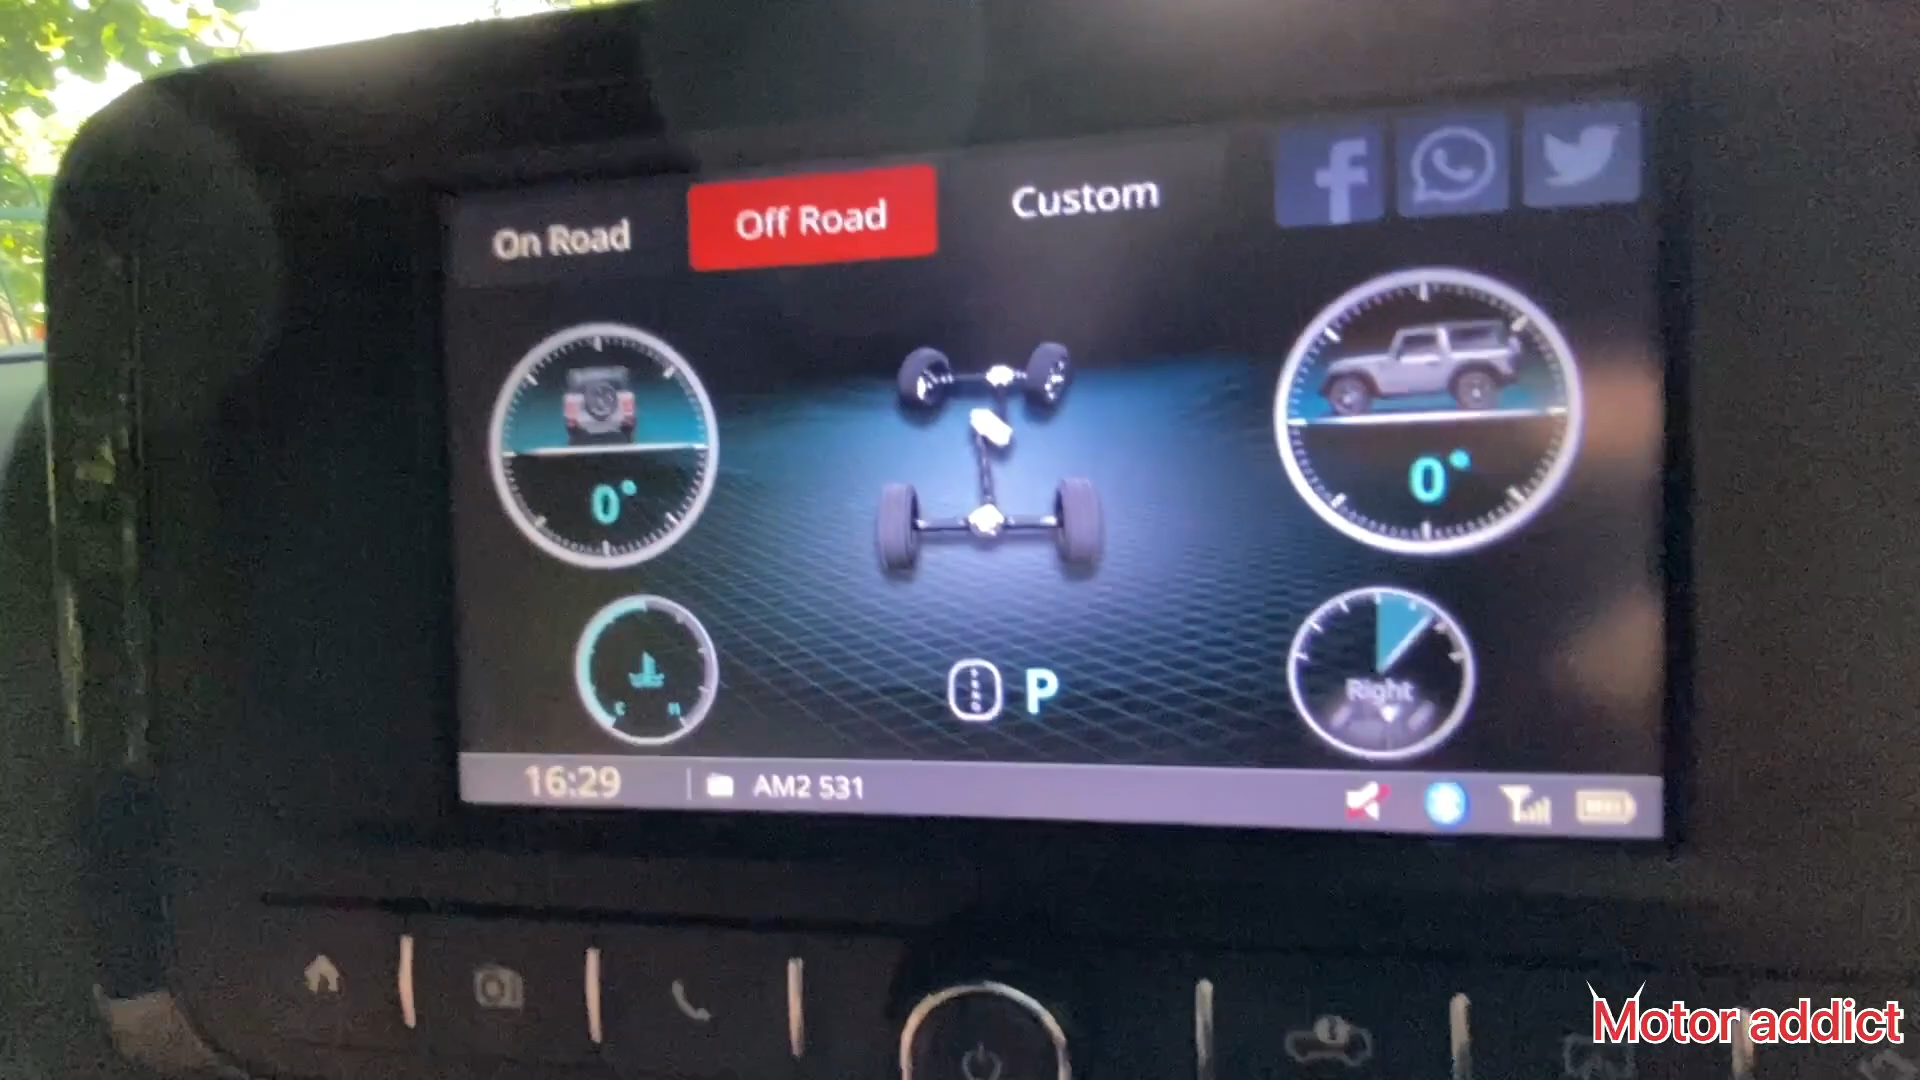 On Road
Off Road
Custom
0°
0°
C
H
P
Right
16:29
AM2 531
Motor addict